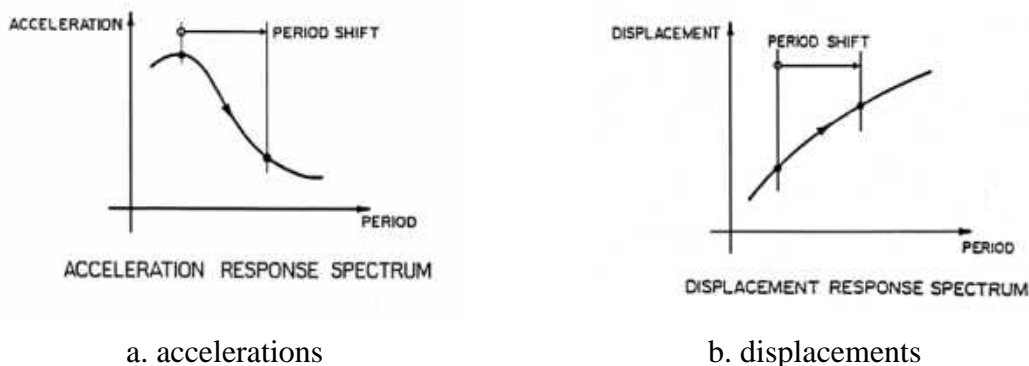 ACCELERATION
PERIOD SHIFT
PERIOD
ACCELERATION RESPONSE SPECTRUM
a. accelerations
DISPLACEMENT
PERIOD SHIFT
PERIOD
DISPLACEMENT RESPONSE SPECTRUM
b. displacements